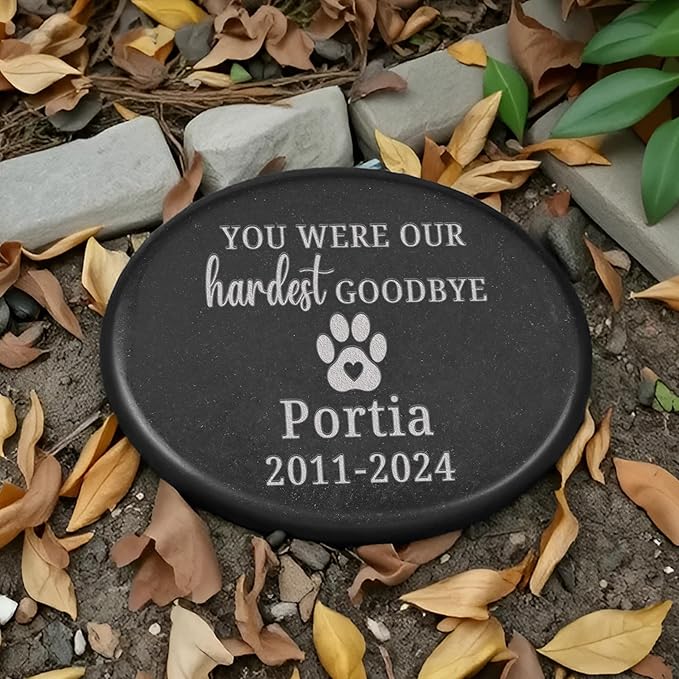 YOU WERE OUR
hardest GOODBYE
Portia
2011-2024